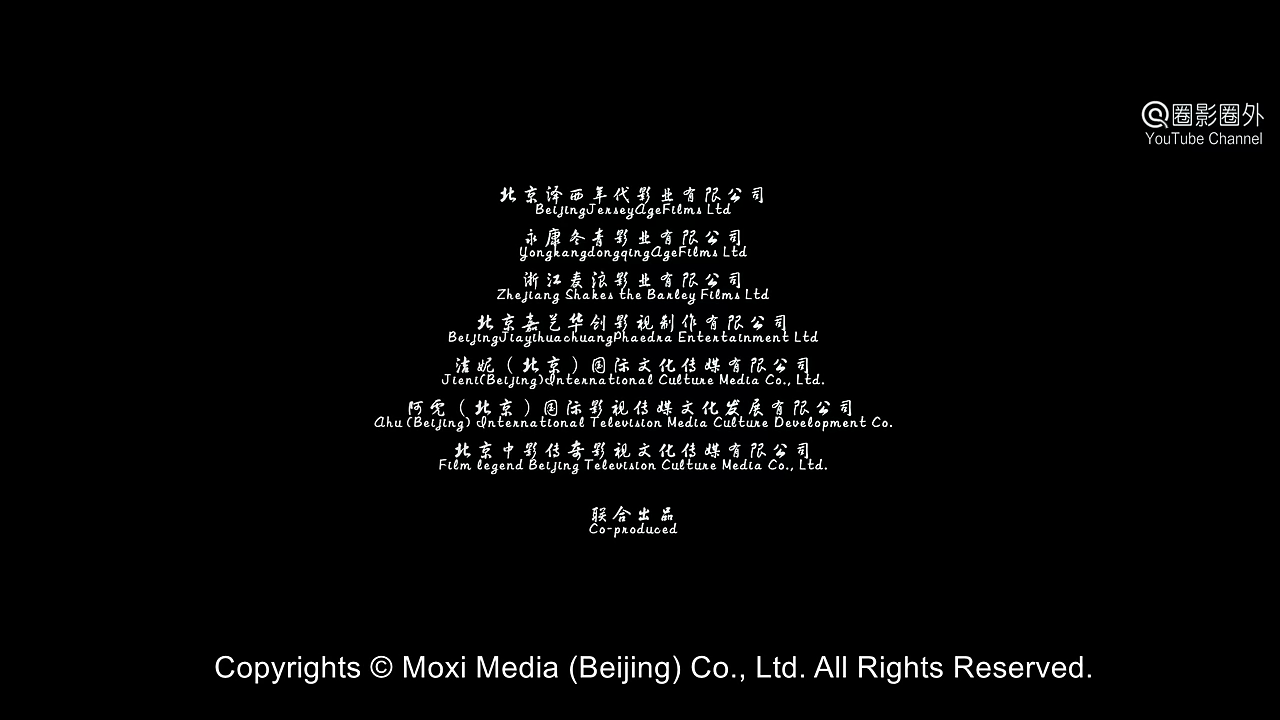 圈影圈外
YouTube Channel
北京泽西年代影业有限公司
BeijingJerseyAgeFilms Ltd
永康冬青影业有限公司
YongkangdongqingAgeFilms Ltd
浙江麦浪影业有限公司
Zhejiang Shakes the Barley Films Ltd
北京嘉艺华创影视制作有限公司
BeijingJiayihuachuangPhaedra Entertainment Ltd
洁妮（北京）国际文化传媒有限公司
Jieni(Beijing)International Culture Media Co., Ltd.
阿虎（北京）国际影视传媒文化发展有限公司
Ahu (Beijing) International Television Media Culture Development Co.
北京中影传奇影视文化传媒有限公司
Film legend Beijing Television Culture Media Co., Ltd.
联合出品
Co-produced
Copyrights © Moxi Media (Beijing) Co., Ltd. All Rights Reserved.